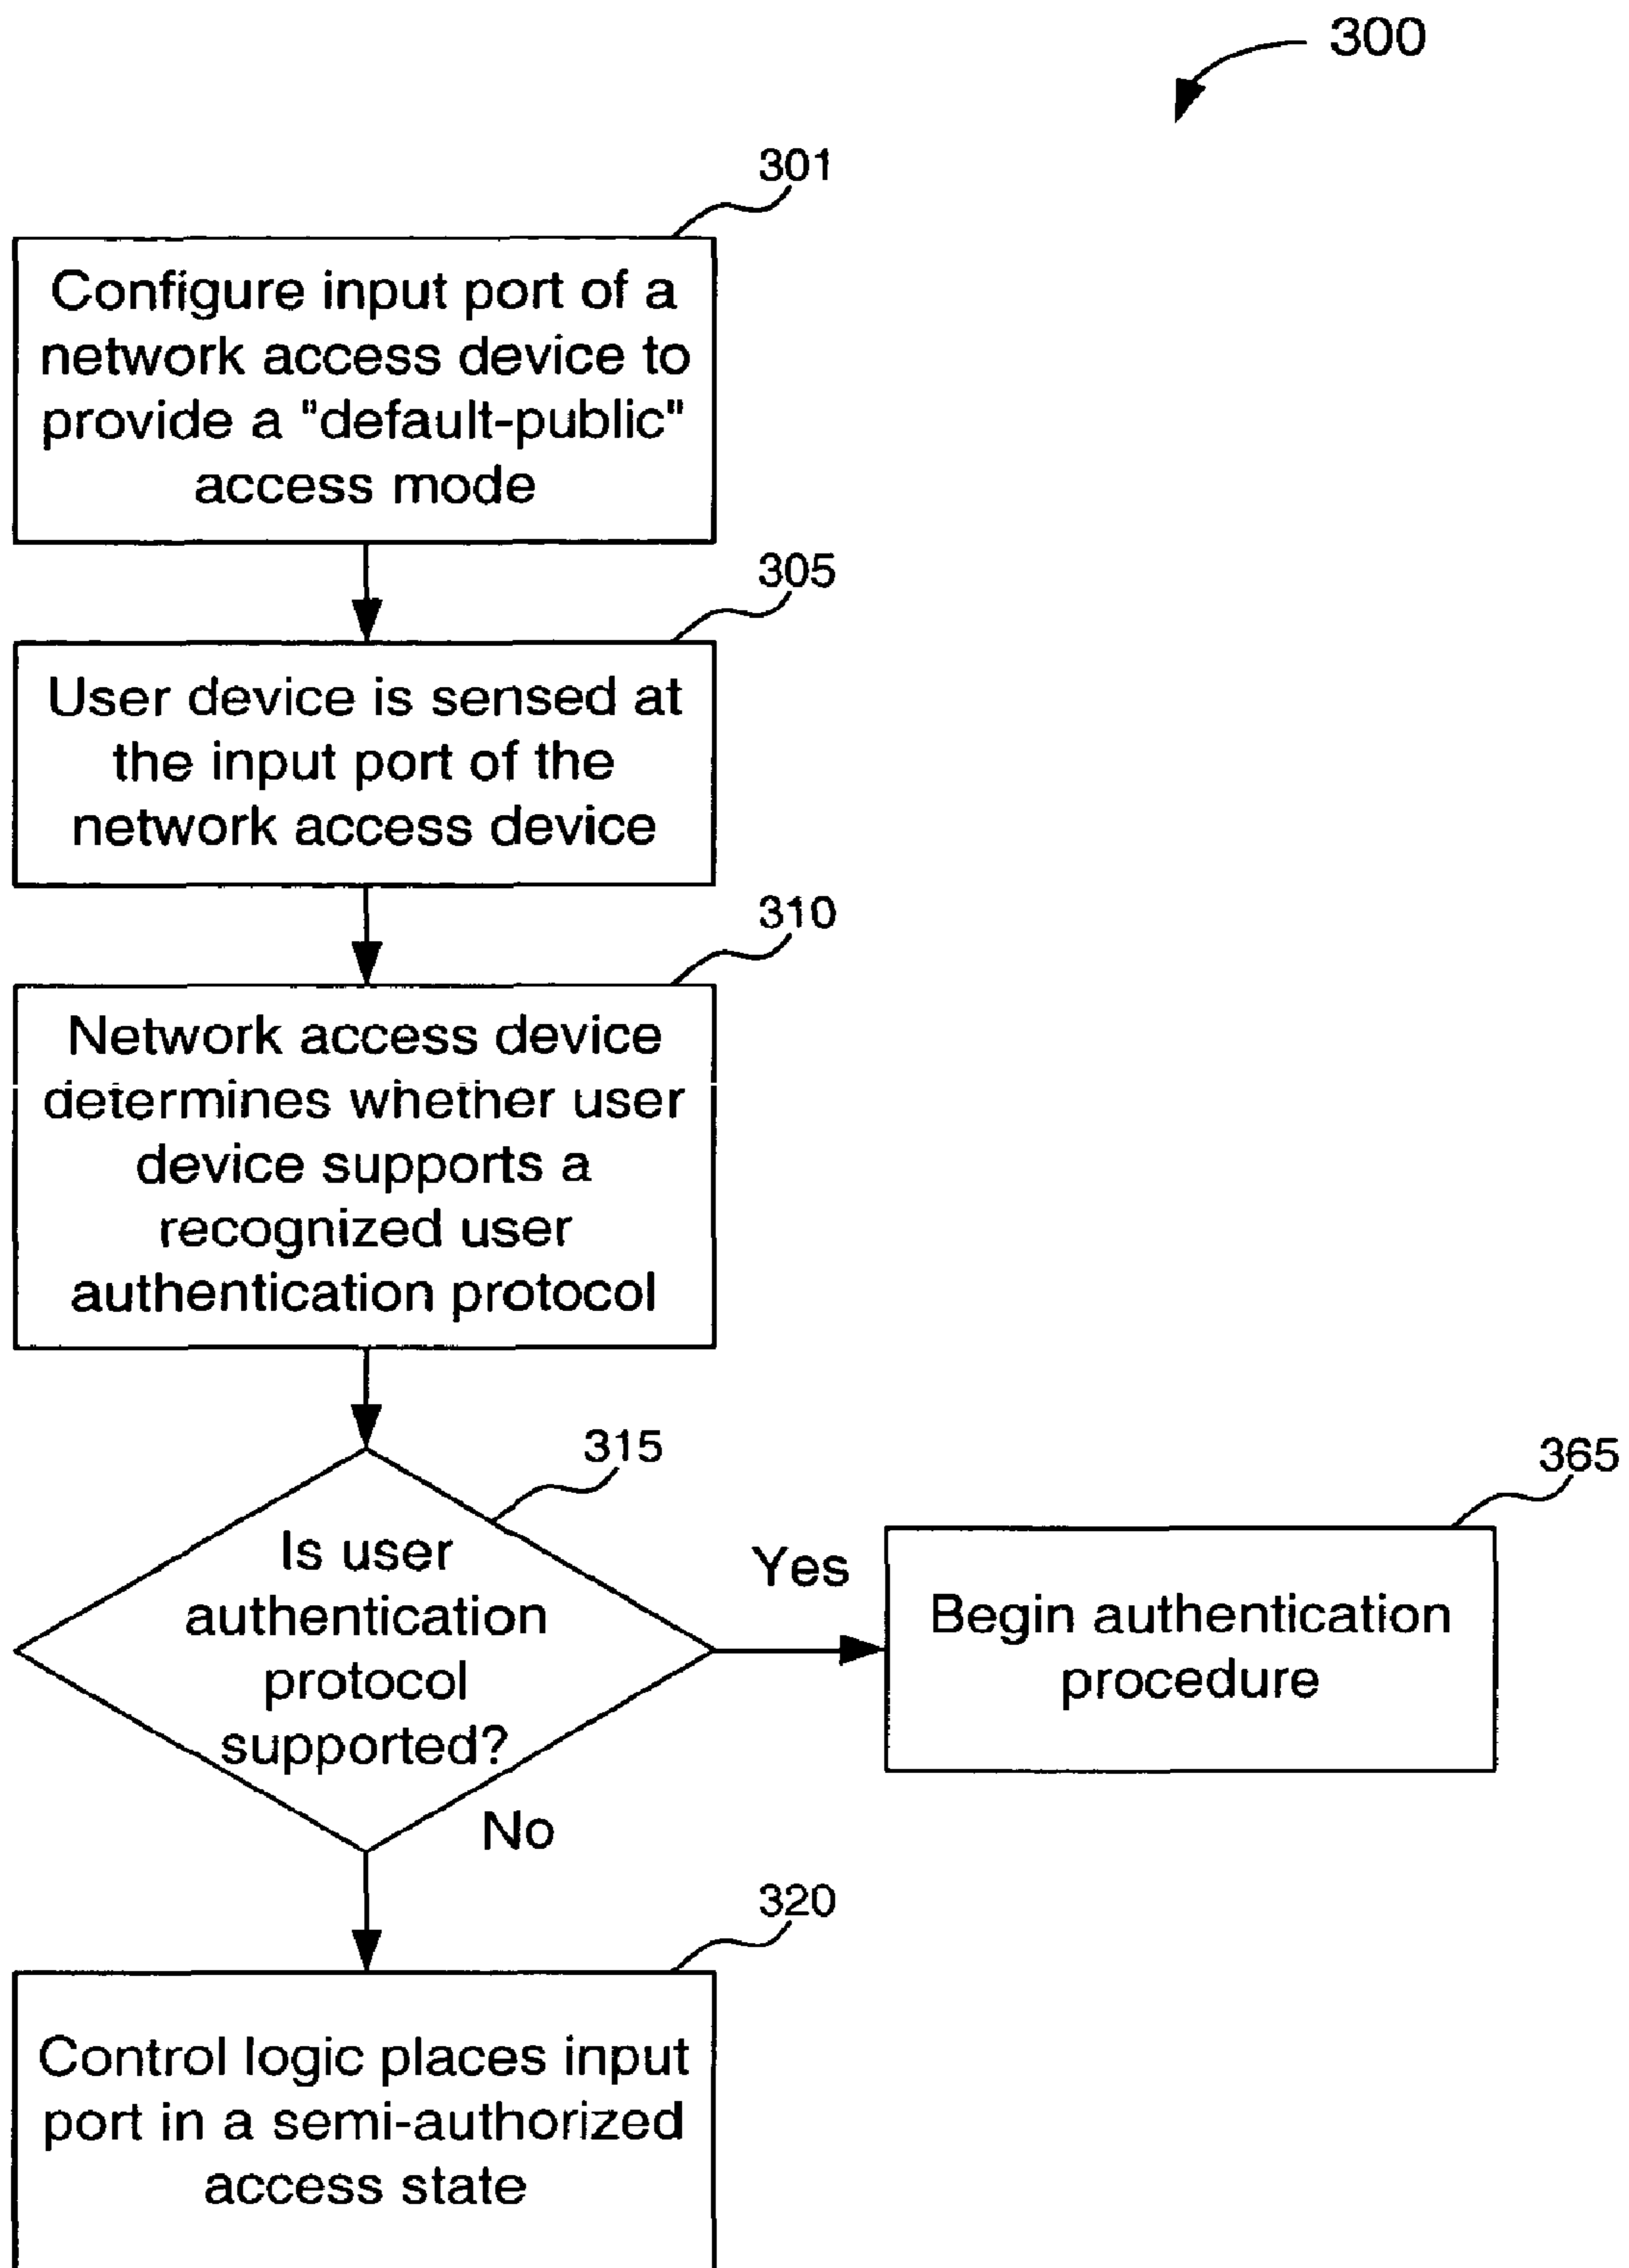 300
301
Configure input port of a
network access device to
provide a "default-public"
access mode
305
User device is sensed at
the input port of the
network access device
310
Network access device
determines whether user
device supports a
recognized user
authentication protocol
315
Is user
authentication
protocol
supported?
Yes
365
Begin authentication
procedure
No
320
Control logic places input
port in a semi-authorized
access state